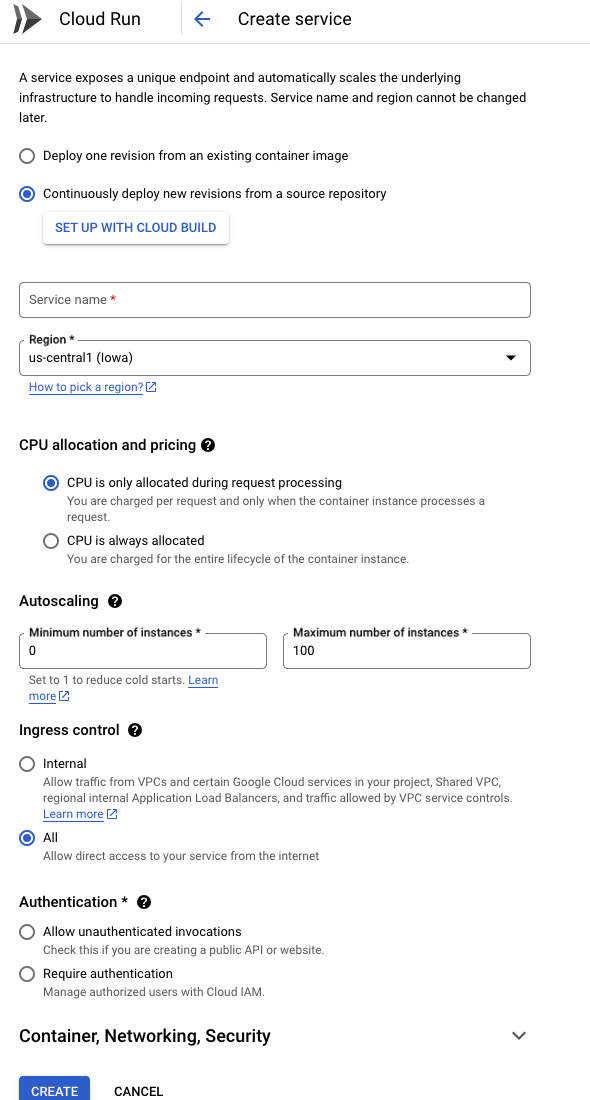 Cloud Run
Create service
A service exposes a unique endpoint and automatically scales the underlying
infrastructure to handle incoming requests. Service name and region cannot be changed
later.
Deploy one revision from an existing container image
Continuously deploy new revisions from a source repository
SET UP WITH CLOUD BUILD
Service name *
Region *
us-central1 (Iowa)
How to pick a region?
CPU allocation and pricing
CPU is only allocated during request processing
You are charged per request and only when the container instance processes a
request.
CPU is always allocated
You are charged for the entire lifecycle of the container instance.
Autoscaling
Minimum number of instances *
0
Maximum number of instances *
100
Set to 1 to reduce cold starts. Learn
more
Ingress control
Internal
Allow traffic from VPCs and certain Google Cloud services in your project, Shared VPC,
regional internal Application Load Balancers, and traffic allowed by VPC service controls.
Learn more
All
Allow direct access to your service from the internet
Authentication *
Allow unauthenticated invocations
Check this if you are creating a public API or website.
Require authentication
Manage authorized users with Cloud IAM.
Container, Networking, Security
CREATE
CANCEL